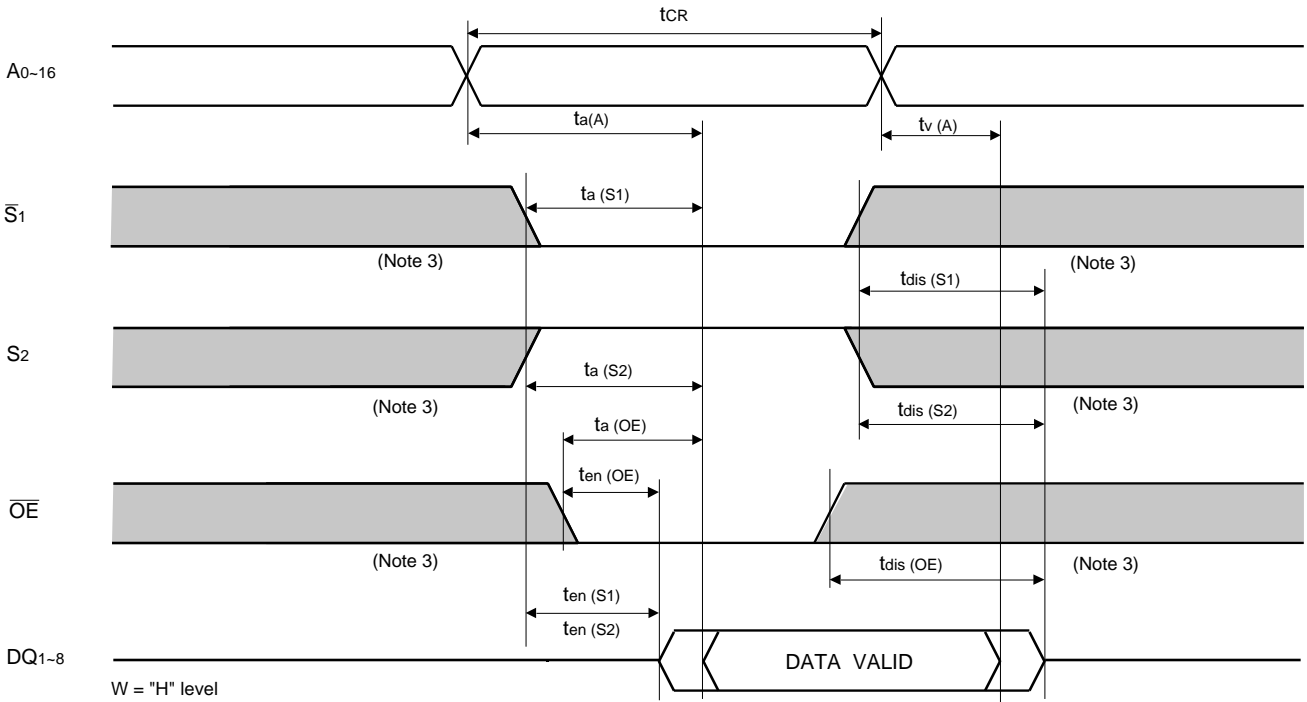 tCR
A0~16
ta(A)
tv (A)
S̅1
ta (S1)
(Note 3)
(Note 3)
tdis (S1)
S2
ta (S2)
(Note 3)
(Note 3)
tdis (S2)
ta (OE)
ten (OE)
O̅E̅
(Note 3)
tdis (OE)
(Note 3)
ten (S1)
ten (S2)
DQ1~8
DATA VALID
W = "H" level